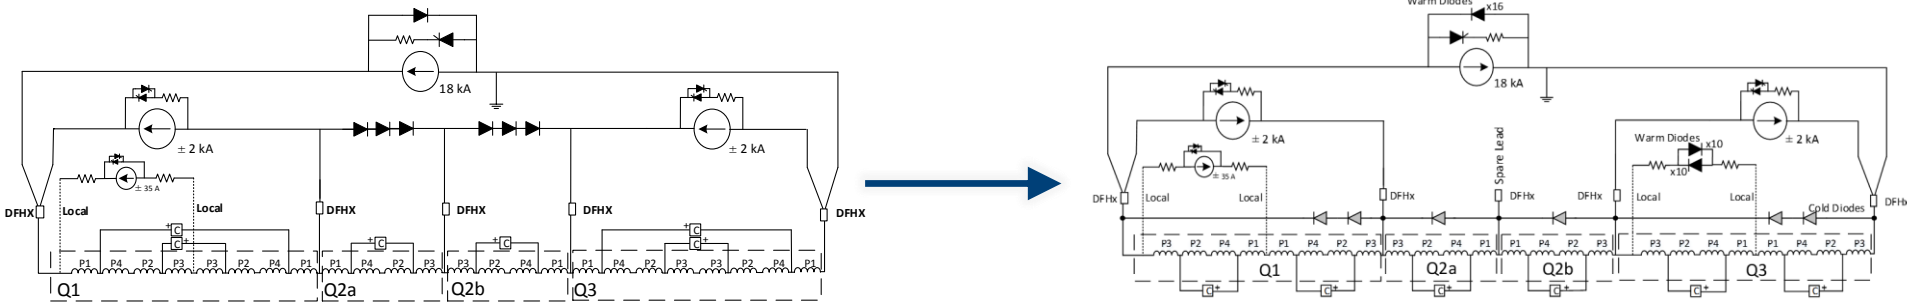 18 kA
± 2 kA
± 2 kA
± 35 A
Local
Local
DFHX
DFHX
DFHX
DFHX
DFHX
+
C
C
+
+
C
+
C
+
C
C
+
P1
P4
P2
P3
P3
P2
P4
P1
P1
P4
P2
P3
P3
P2
P4
P1
P1
P4
P2
P3
P3
P2
P4
P1
Q1
Q2a
Q2b
Q3
Warm Diodes
x16
18 kA
± 2 kA
± 2 kA
± 35 A
Spare Lead
Warm Diodes
x10
x10
Local
Local
Local
Local
DFHx
DFHx
DFHx
DFHx
DFHx
Cold Diodes
P3
P2
P4
P1
P1
P4
P2
P3
P3
P2
P4
P1
P1
P4
P2
P3
P3
P2
P4
P1
P1
P4
P2
P3
Q1
Q2a
Q2b
Q3
C +
C +
C +
C +
C +
C +